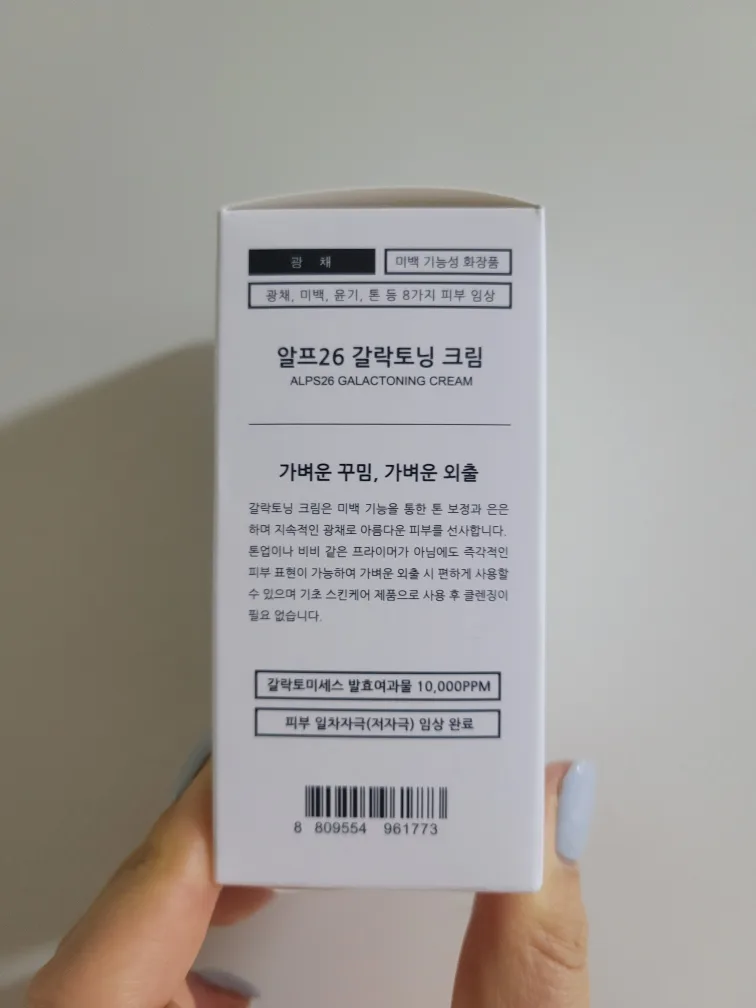 광 채
미백 기능성 화장품
광채, 미백, 윤기, 톤 등 8가지 피부 임상
알프26 갈락토닝 크림
ALPS26 GALACTONING CREAM
가벼운 꾸밈, 가벼운 외출
갈락토닝 크림은 미백 기능을 통한 톤 보정과 은은
하며 지속적인 광채로 아름다운 피부를 선사합니다.
톤업이나 비비 같은 프라이머가 아님에도 즉각적인
피부 표현이 가능하여 가벼운 외출 시 편하게 사용할
수 있으며 기초 스킨케어 제품으로 사용 후 클렌징이
필요 없습니다.
갈락토미세스 발효여과물 10,000PPM
피부 일차자극(저자극) 임상 완료
8 809554 961773